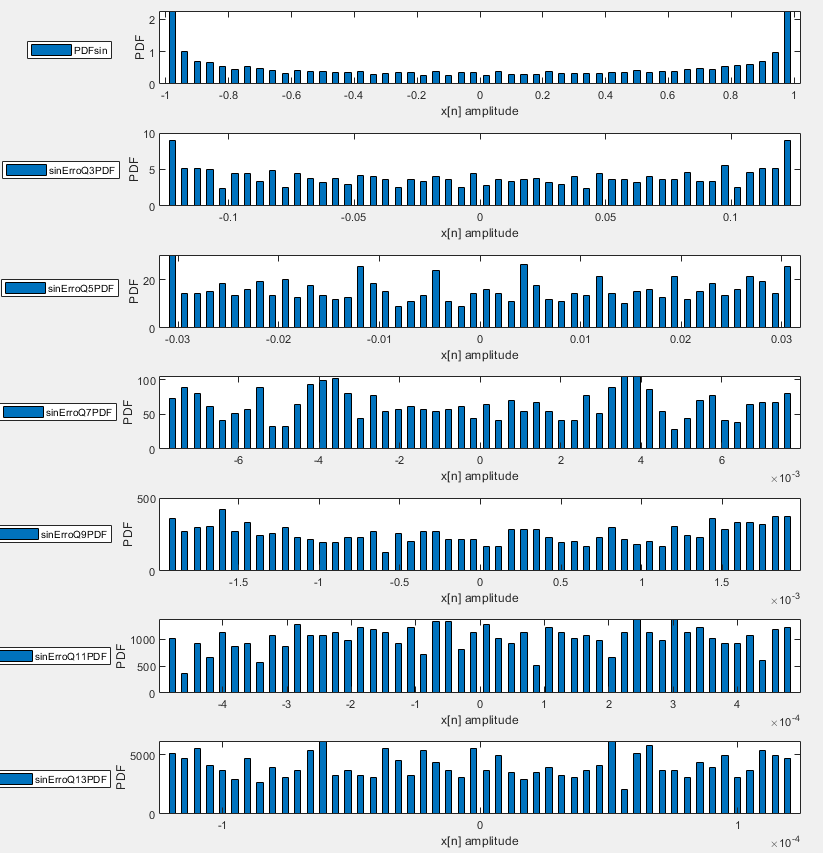 PDFsin
PDF
2
1
0
-1 -0.8 -0.6 -0.4 -0.2 0 0.2 0.4 0.6 0.8 1
x[n] amplitude
sinErroQ3PDF
PDF
10
5
0
-0.1 -0.05 0 0.05 0.1
x[n] amplitude
sinErroQ5PDF
PDF
20
0
-0.03 -0.02 -0.01 0 0.01 0.02 0.03
x[n] amplitude
sinErroQ7PDF
PDF
100
50
0
-6 -4 -2 0 2 4 6
x[n] amplitude
×10-3
sinErroQ9PDF
PDF
500
0
-1.5 -1 -0.5 0 0.5 1 1.5
x[n] amplitude
×10-3
sinErroQ11PDF
PDF
1000
500
0
-4 -3 -2 -1 0 1 2 3 4
x[n] amplitude
×10-4
sinErroQ13PDF
PDF
5000
0
-1 0 1
x[n] amplitude
×10-4